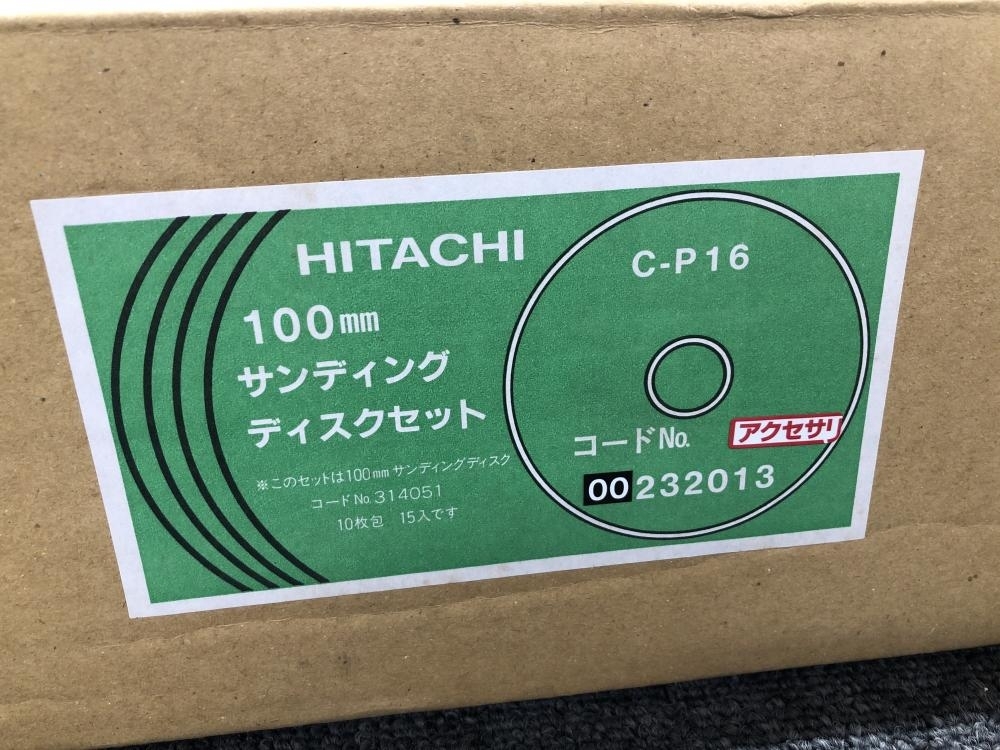 HITACHI
100㎜
サンディング
ディスクセット
※このセットは100㎜サンディングディスク
コードNo.314051
10枚包 15入です
C-P16
コードNo.
アクセサリ
00232013